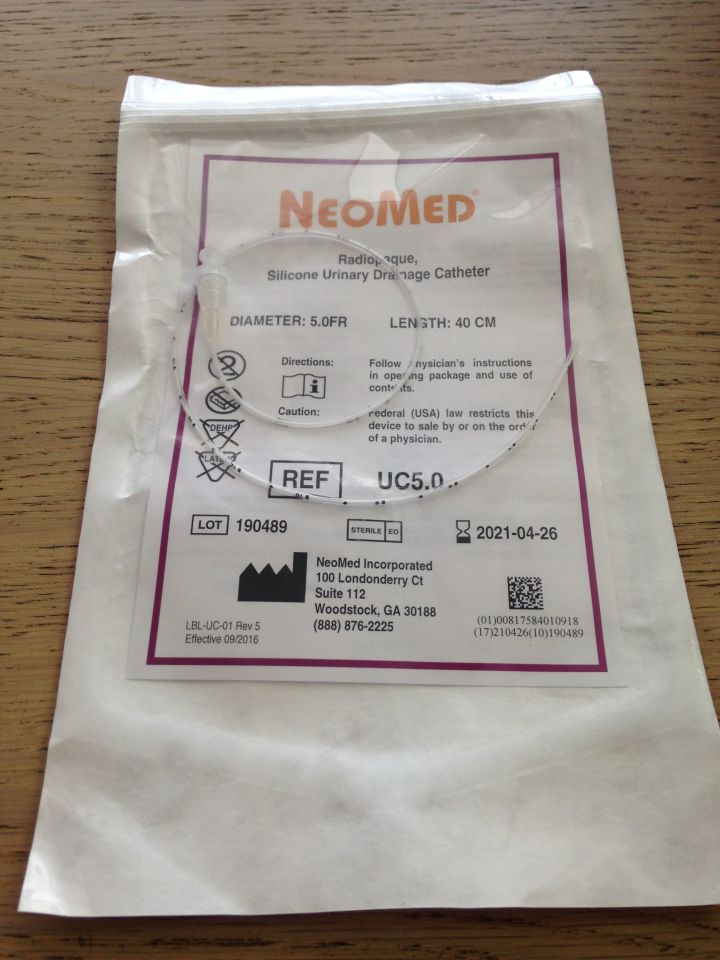 NEOMED®
Radiopaque,
Silicone Urinary Drainage Catheter
DIAMETER: 5.0FR LENGTH: 40 CM
Directions: Follow physician's instructions
in opening package and use of
contents.
Caution: Federal (USA) law restricts this
device to sale by or on the order
of a physician.
DEHP
LATEX
REF UC5.0
LOT 190489 STERILE EO 2021-04-26
NeoMed Incorporated
100 Londonderry Ct
Suite 112
Woodstock, GA 30188
(888) 876-2225
LBL-UC-01 Rev 5
Effective 09/2016
(01)00817584010918
(17)210426(10)190489